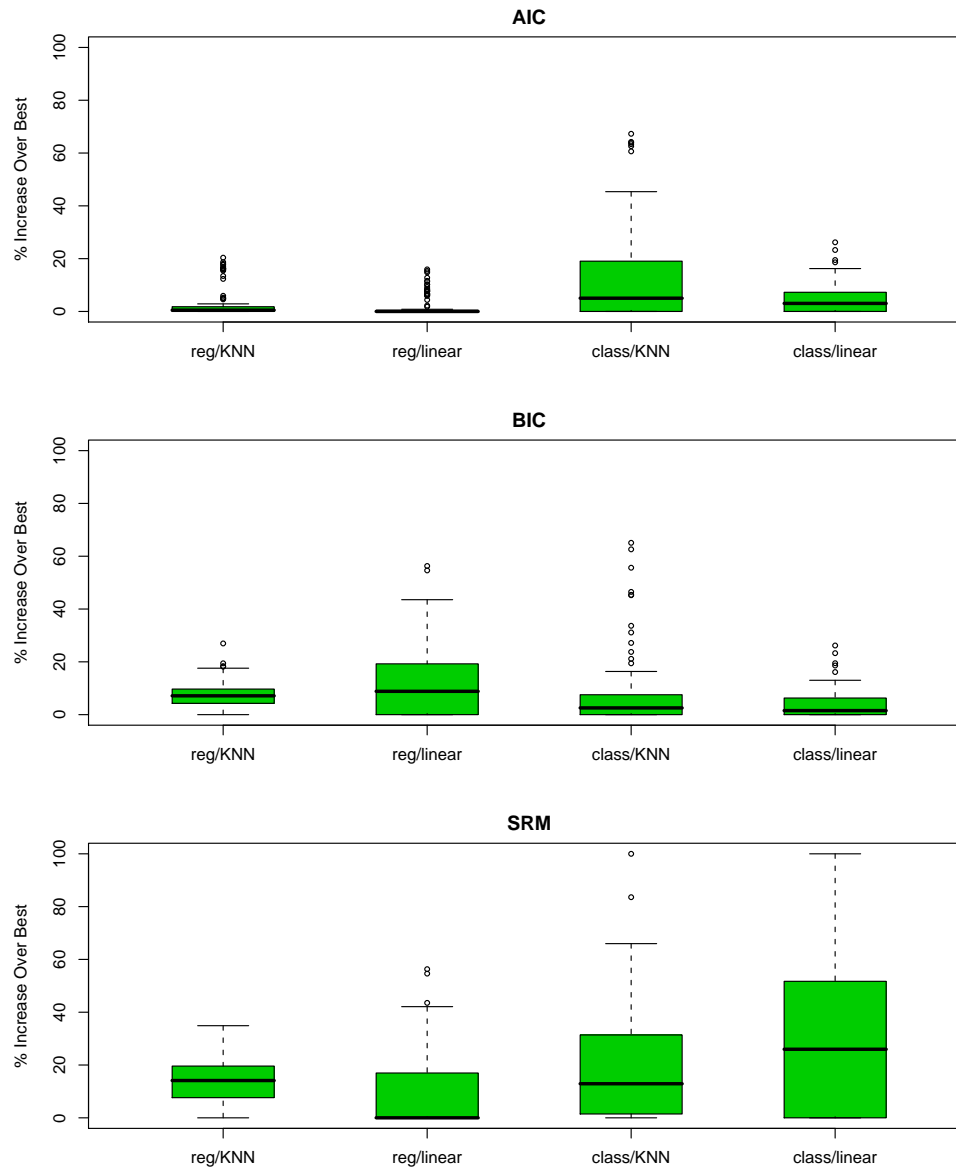 AIC
% Increase Over Best
0 20 40 60 80 100
reg/KNN reg/linear class/KNN class/linear
BIC
% Increase Over Best
0 20 40 60 80 100
reg/KNN reg/linear class/KNN class/linear
SRM
% Increase Over Best
0 20 40 60 80 100
reg/KNN reg/linear class/KNN class/linear